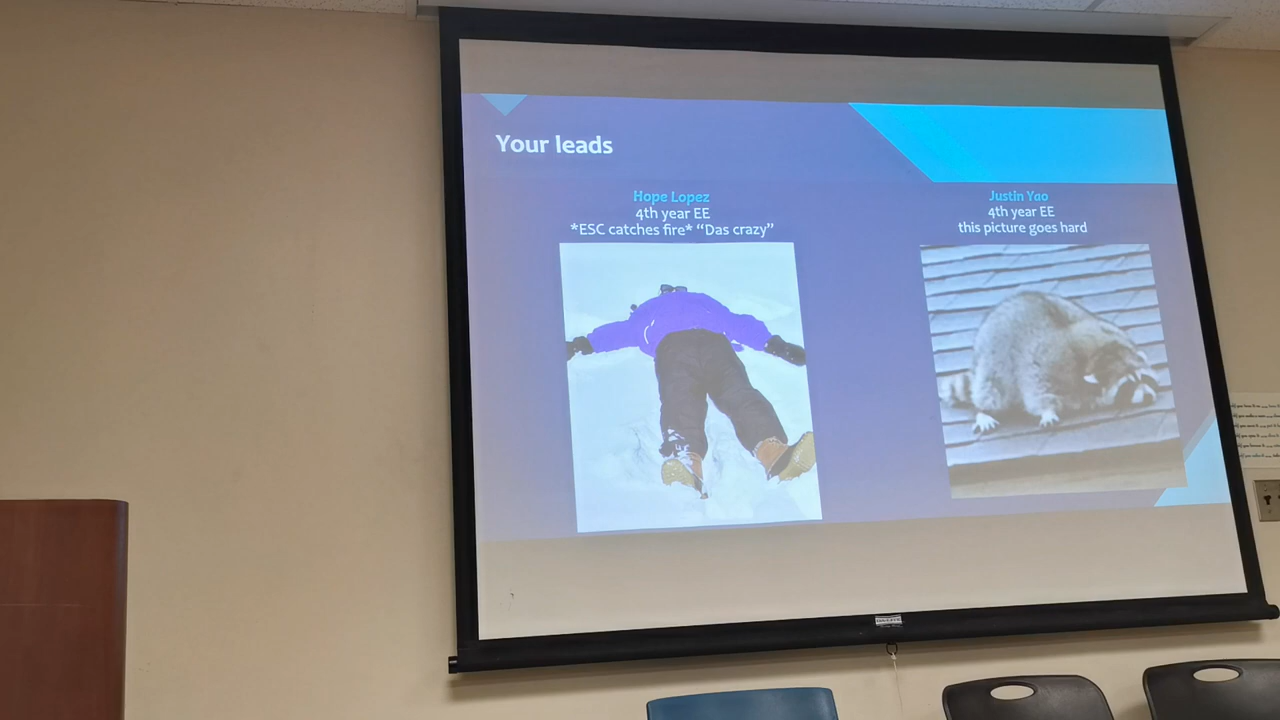 Your leads
Hope Lopez
4th year EE
*ESC catches fire* “Das crazy”
Justin Yao
4th year EE
this picture goes hard